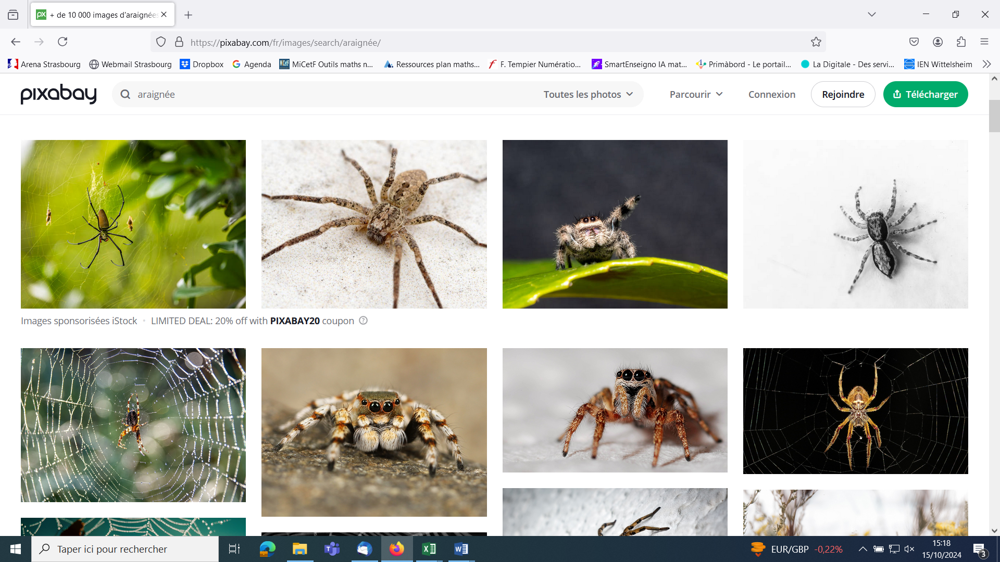 + de 10 000 images d'araignées
https://pixabay.com/fr/images/search/araignée/
Arena Strasbourg
Webmail Strasbourg
Dropbox
Agenda
MiCetF Outils maths n...
Ressources plan maths...
F. Tempier Numératio...
SmartEnseigno IA mat...
Primàbord - Le portail...
La Digitale - Des servi...
IEN Wittelsheim
pixabay
araignée
Toutes les photos
Parcourir
Connexion
Rejoindre
Télécharger
Images sponsorisées iStock • LIMITED DEAL: 20% off with PIXABAY20 coupon
Taper ici pour rechercher
EUR/GBP -0,22%
15:18
15/10/2024
3